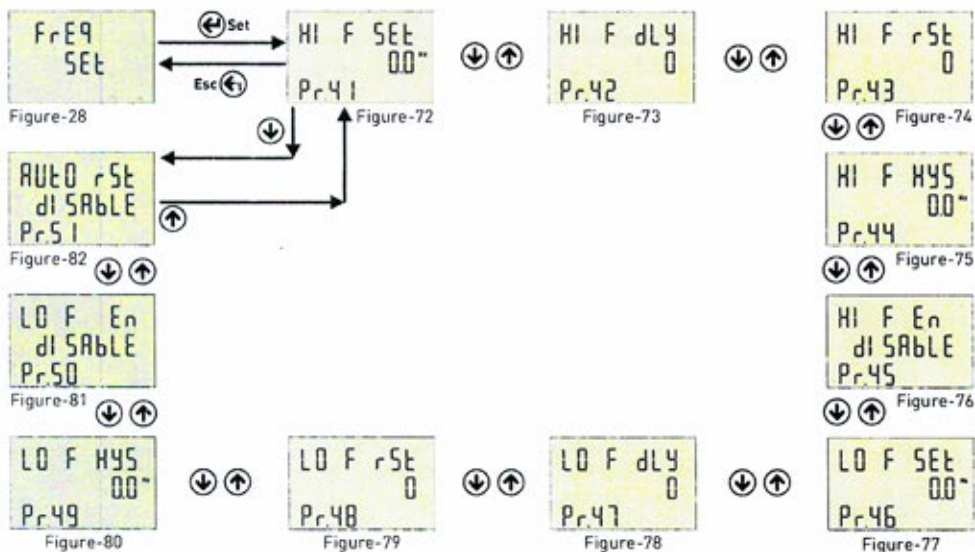 FrEq
SEt
Set
Esc
Figure-28
HI F SEt
0.0 Hz
Pr.41
Figure-72
HI F dLY
0
Pr.42
Figure-73
HI F rSt
0
Pr.43
Figure-74
AUtO rSt
dISAbLE
Pr.51
Figure-82
HI F HYS
0.0 Hz
Pr.44
Figure-75
LO F En
dISAbLE
Pr.50
Figure-81
HI F En
dISAbLE
Pr.45
Figure-76
LO F HYS
0.0 Hz
Pr.49
Figure-80
LO F rSt
0
Pr.48
Figure-79
LO F dLY
0
Pr.47
Figure-78
LO F SEt
0.0 Hz
Pr.46
Figure-77